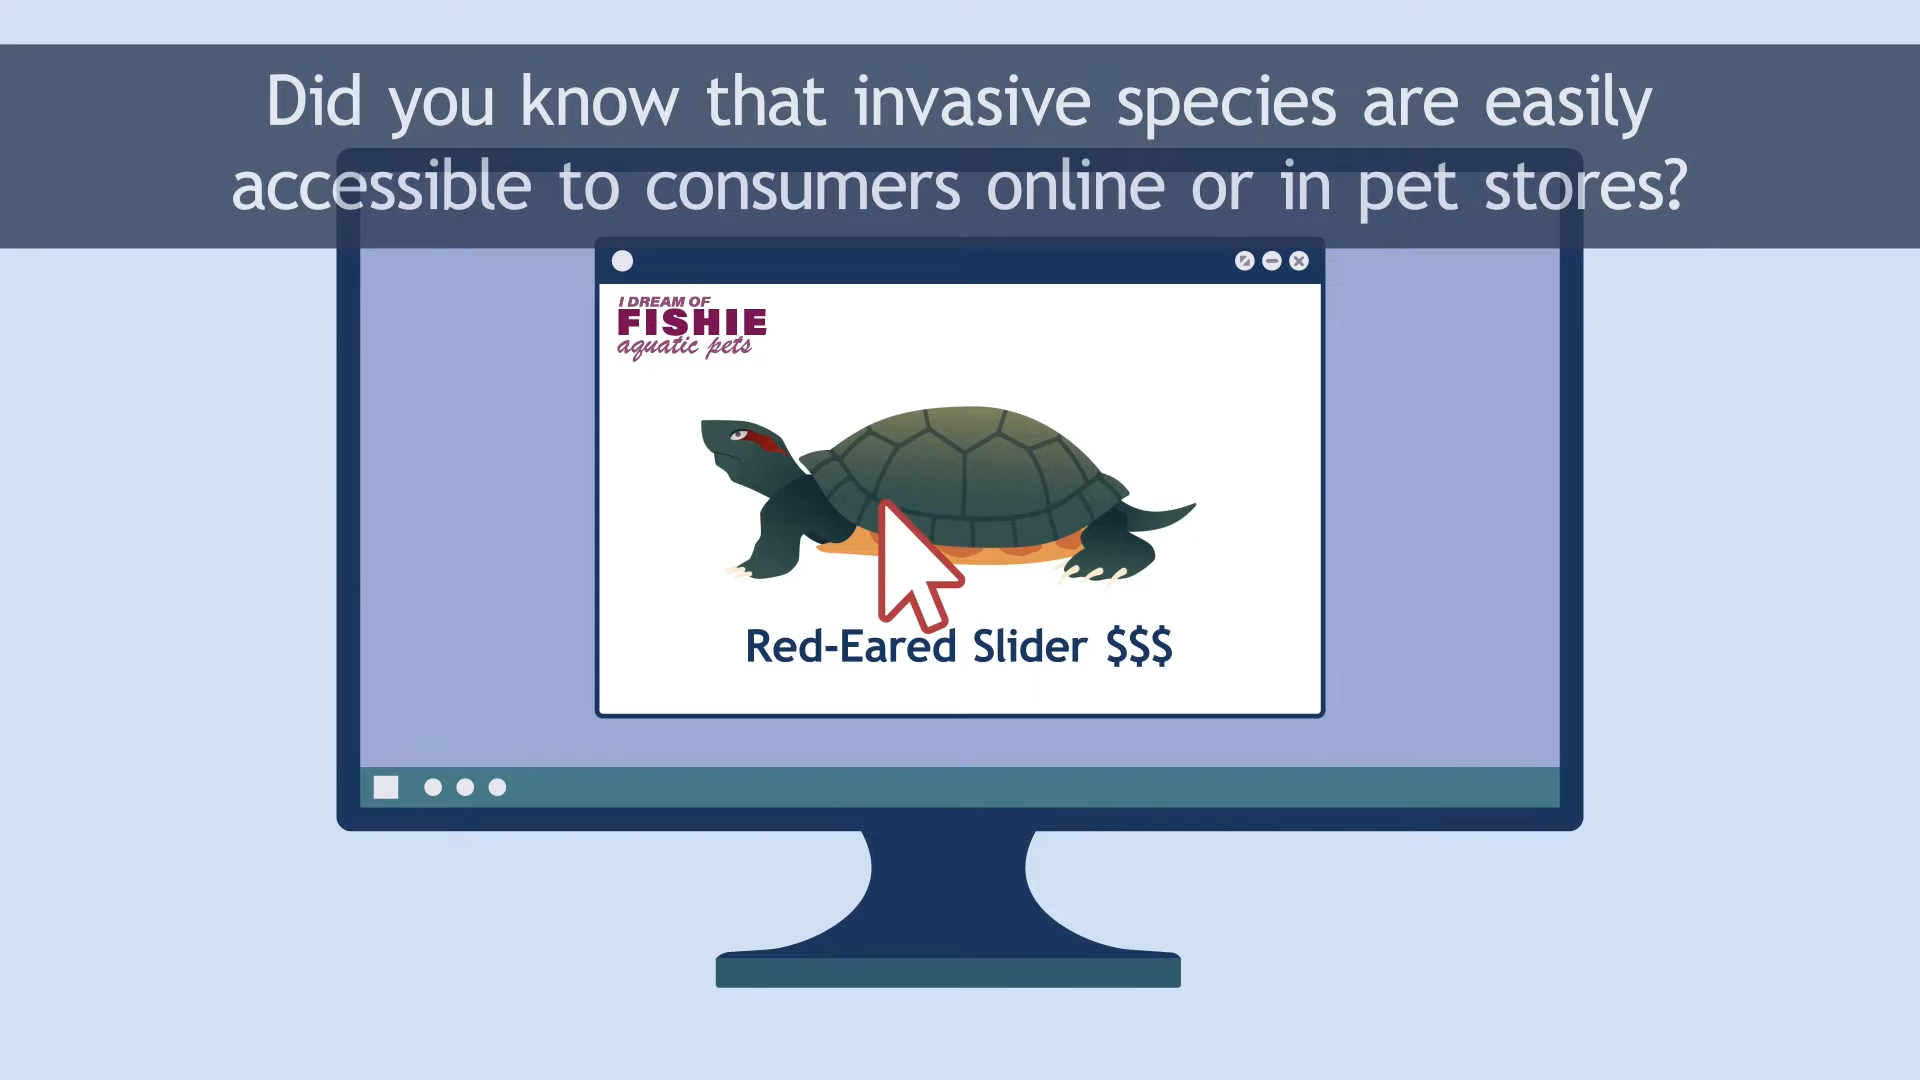 Did you know that invasive species are easily
accessible to consumers online or in pet stores?
I DREAM OF
FISHIE
aquatic pets
Red-Eared Slider $$$